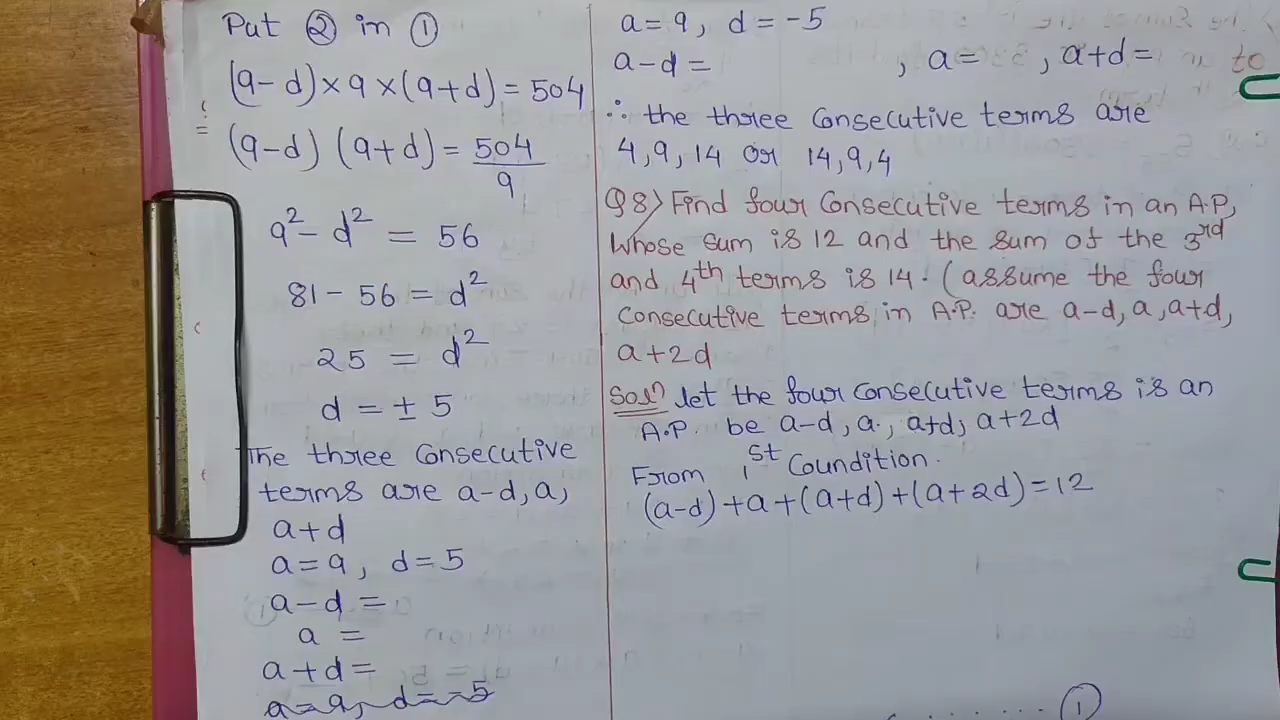 Put ② in ①
(9-d)×9×(9+d)=504
(9-d) (9+d)=504/9
9²-d² = 56
81-56=d²
25 = d²
d = ±5
The three consecutive
terms are a-d, a,
a+d
a=9, d=5
a-d =
a =
a+d=
a=9, d=-5
a=9, d=-5
a-d= , a= , a+d=
∴ the three consecutive terms are
4,9,14 or 14,9,4
Q8) Find four consecutive terms in an A.P,
whose sum is 12 and the sum of the 3rd
and 4th terms is 14. (assume the four
consecutive terms in A.P. are a-d, a, a+d,
a+2d
Solⁿ let the four consecutive terms is an
A.P. be a-d, a, a+d, a+2d
From 1st Coundition.
(a-d)+a+(a+d)+(a+2d)=12
........ ①